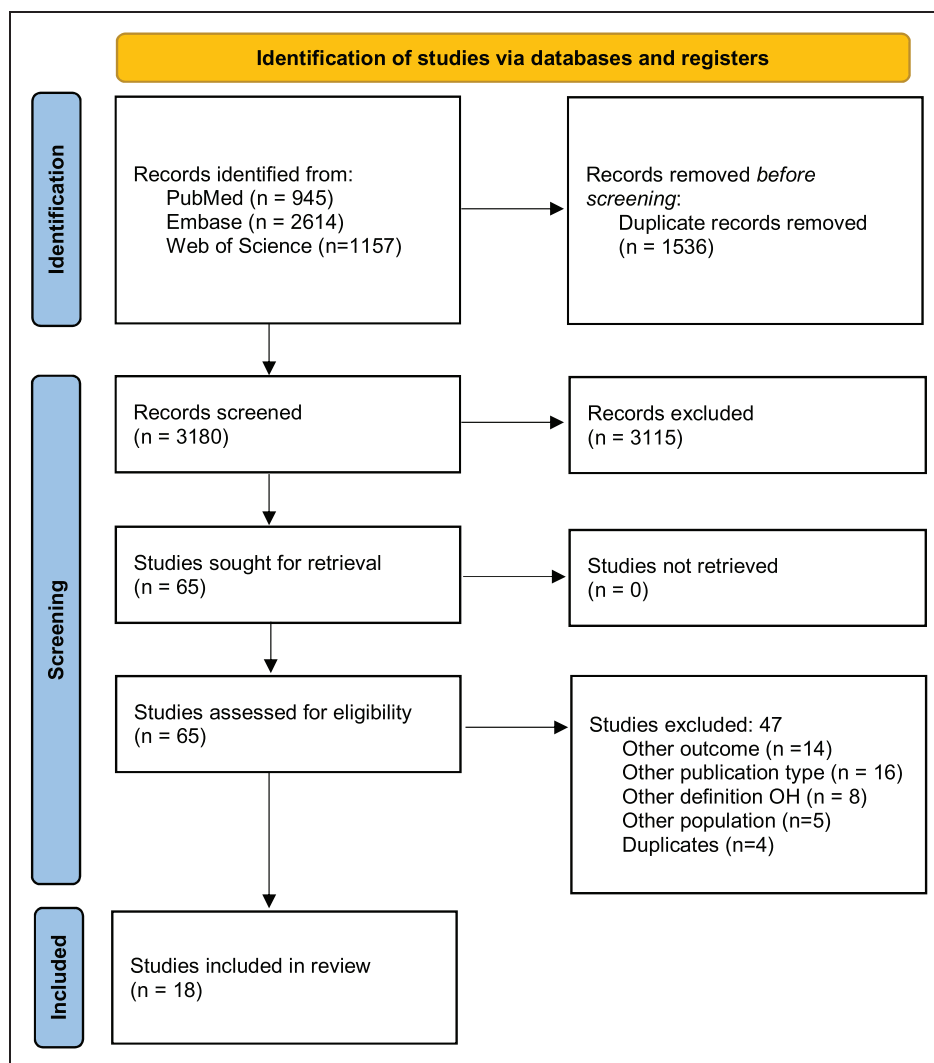 Identification of studies via databases and registers
Identification
Records identified from:
PubMed (n = 945)
Embase (n = 2614)
Web of Science (n=1157)
Records removed before
screening:
Duplicate records removed
(n = 1536)
Screening
Records screened
(n = 3180)
Records excluded
(n = 3115)
Studies sought for retrieval
(n = 65)
Studies not retrieved
(n = 0)
Studies assessed for eligibility
(n = 65)
Studies excluded: 47
Other outcome (n =14)
Other publication type (n = 16)
Other definition OH (n = 8)
Other population (n=5)
Duplicates (n=4)
Included
Studies included in review
(n = 18)